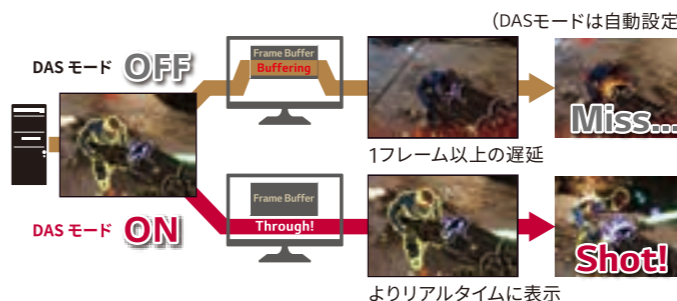 (DASモードは自動設定
DAS モード OFF
Frame Buffer
Buffering
Miss...
1フレーム以上の遅延
Frame Buffer
DAS モード ON
Through!
Shot!
よりリアルタイムに表示